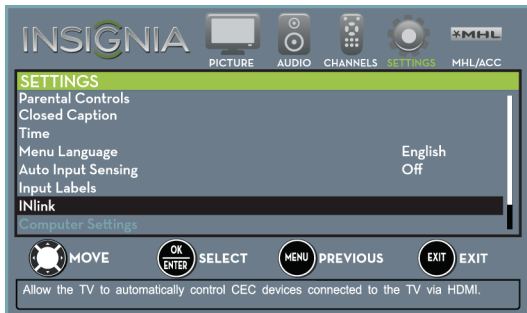 INSIGNIA
MHL
PICTURE AUDIO CHANNELS SETTINGS MHL/ACC
SETTINGS
Parental Controls
Closed Caption
Time
Menu Language English
Auto Input Sensing Off
Input Labels
INlink
Computer Settings
MOVE OK ENTER SELECT MENU PREVIOUS EXIT EXIT
Allow the TV to automatically control CEC devices connected to the TV via HDMI.